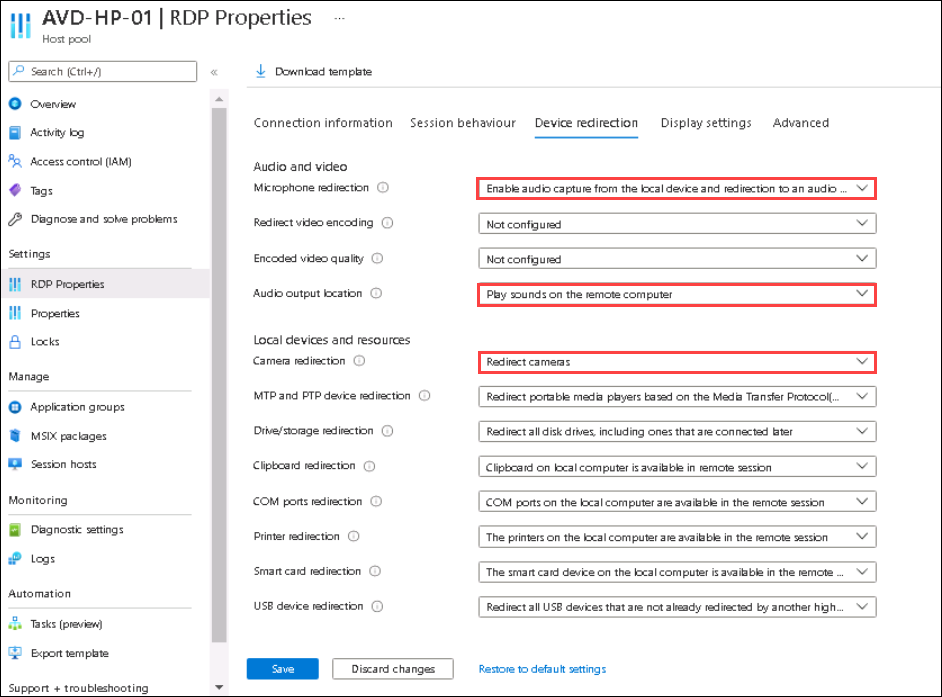 AVD-HP-01 | RDP Properties ...
Host pool
Search (Ctrl+/)
«
Overview
Activity log
Access control (IAM)
Tags
Diagnose and solve problems
Settings
RDP Properties
Properties
Locks
Manage
Application groups
MSIX packages
Session hosts
Monitoring
Diagnostic settings
Logs
Automation
Tasks (preview)
Export template
Support + troubleshooting
Download template
Connection information Session behaviour Device redirection Display settings Advanced
Audio and video
Microphone redirection Enable audio capture from the local device and redirection to an audio ...
Redirect video encoding Not configured
Encoded video quality Not configured
Audio output location Play sounds on the remote computer
Local devices and resources
Camera redirection Redirect cameras
MTP and PTP device redirection Redirect portable media players based on the Media Transfer Protocol(...
Drive/storage redirection Redirect all disk drives, including ones that are connected later
Clipboard redirection Clipboard on local computer is available in remote session
COM ports redirection COM ports on the local computer are available in the remote session
Printer redirection The printers on the local computer are available in the remote session
Smart card redirection The smart card device on the local computer is available in the remote ...
USB device redirection Redirect all USB devices that are not already redirected by another high...
Save Discard changes Restore to default settings